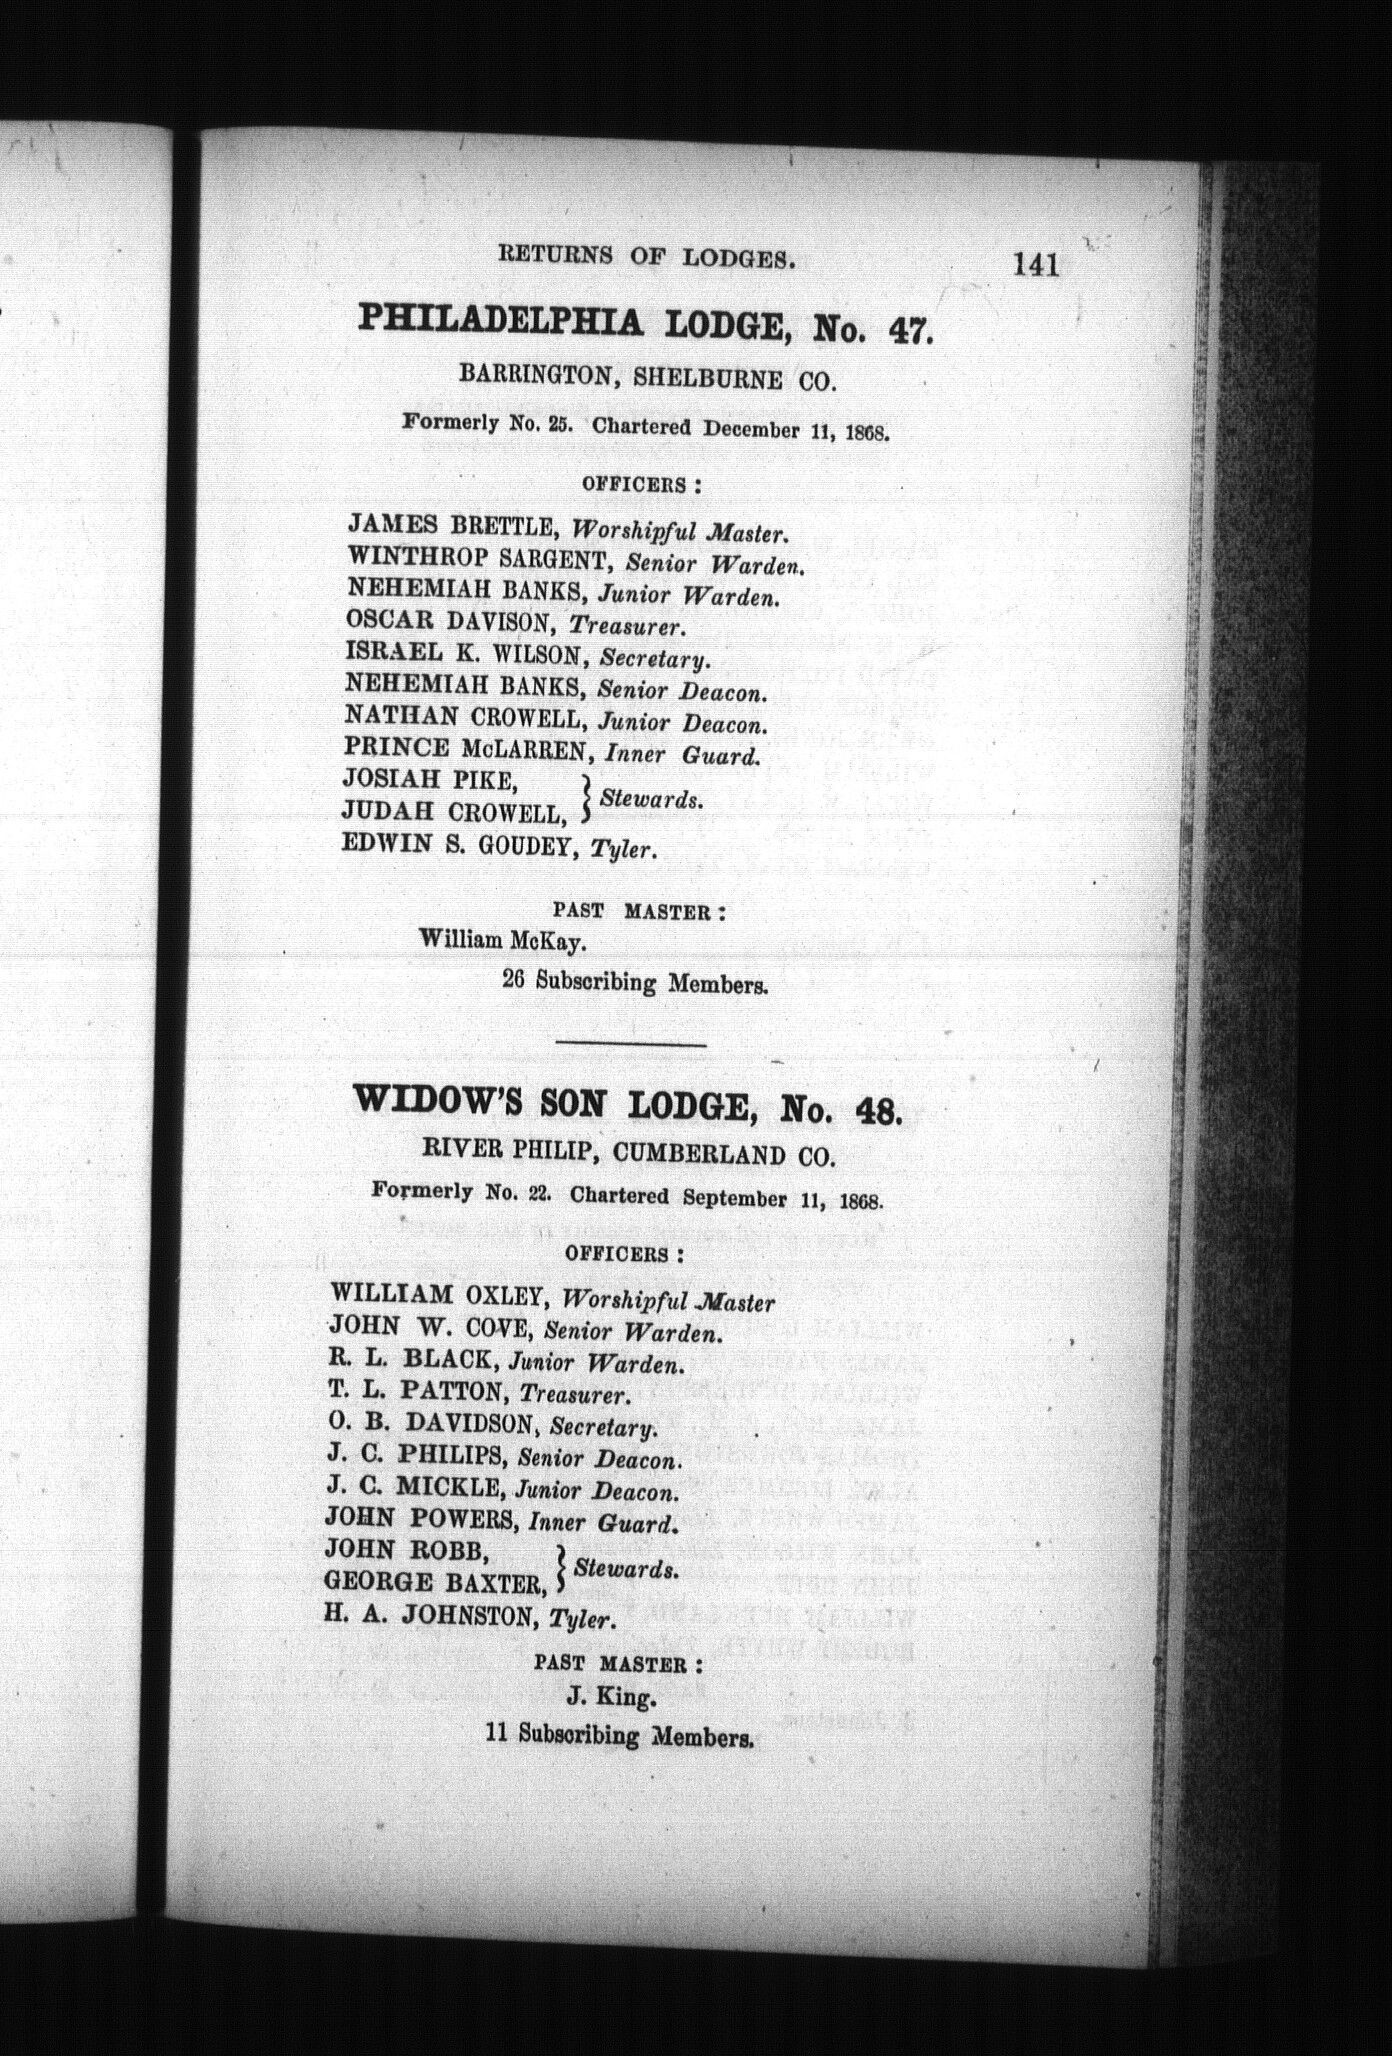 RETURNS OF LODGES. 141
PHILADELPHIA LODGE, No. 47.
BARRINGTON, SHELBURNE CO.
Formerly No. 25. Chartered December 11, 1868.
OFFICERS :
JAMES BRETTLE, Worshipful Master.
WINTHROP SARGENT, Senior Warden.
NEHEMIAH BANKS, Junior Warden.
OSCAR DAVISON, Treasurer.
ISRAEL K. WILSON, Secretary.
NEHEMIAH BANKS, Senior Deacon.
NATHAN CROWELL, Junior Deacon.
PRINCE McLARREN, Inner Guard.
JOSIAH PIKE,
JUDAH CROWELL, } Stewards.
EDWIN S. GOUDEY, Tyler.
PAST MASTER :
William McKay.
26 Subscribing Members.
WIDOW'S SON LODGE, No. 48.
RIVER PHILIP, CUMBERLAND CO.
Formerly No. 22. Chartered September 11, 1868.
OFFICERS :
WILLIAM OXLEY, Worshipful Master
JOHN W. COVE, Senior Warden.
R. L. BLACK, Junior Warden.
T. L. PATTON, Treasurer.
O. B. DAVIDSON, Secretary.
J. C. PHILIPS, Senior Deacon.
J. C. MICKLE, Junior Deacon.
JOHN POWERS, Inner Guard.
JOHN ROBB,
GEORGE BAXTER, } Stewards.
H. A. JOHNSTON, Tyler.
PAST MASTER :
J. King.
11 Subscribing Members.